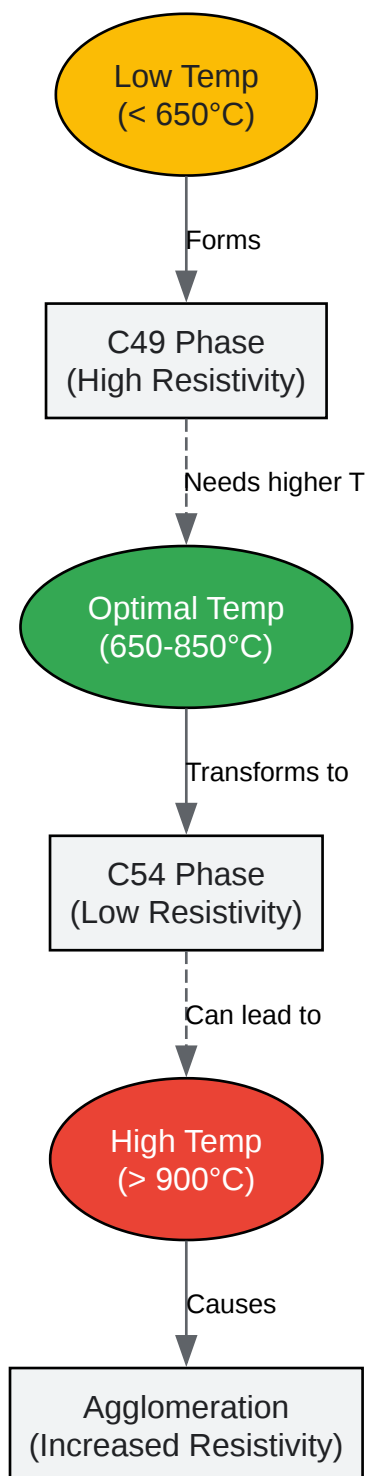 Low Temp
(< 650°C)
Forms
C49 Phase
(High Resistivity)
Needs higher T
Optimal Temp
(650-850°C)
Transforms to
C54 Phase
(Low Resistivity)
Can lead to
High Temp
(> 900°C)
Causes
Agglomeration
(Increased Resistivity)